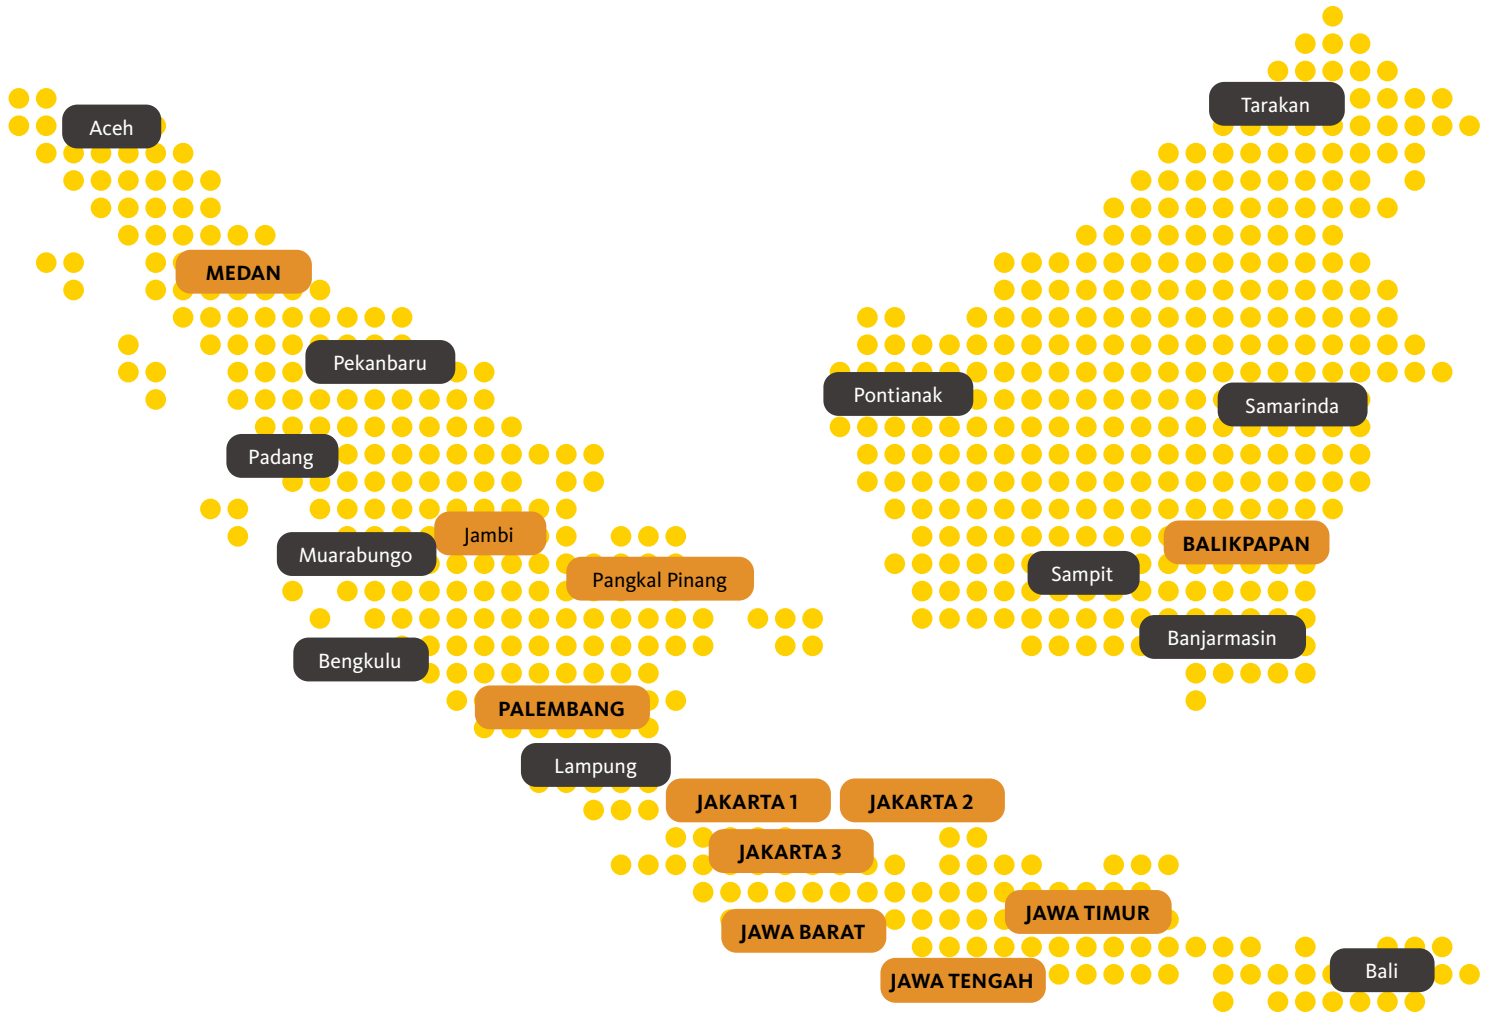 Tarakan
Aceh
MEDAN
Pekanbaru
Pontianak
Samarinda
Padang
Jambi
BALIKPAPAN
Muarabungo
Sampit
Pangkal Pinang
Banjarmasin
Bengkulu
PALEMBANG
Lampung
JAKARTA 1
JAKARTA 2
JAKARTA 3
JAWA TIMUR
JAWA BARAT
Bali
JAWA TENGAH